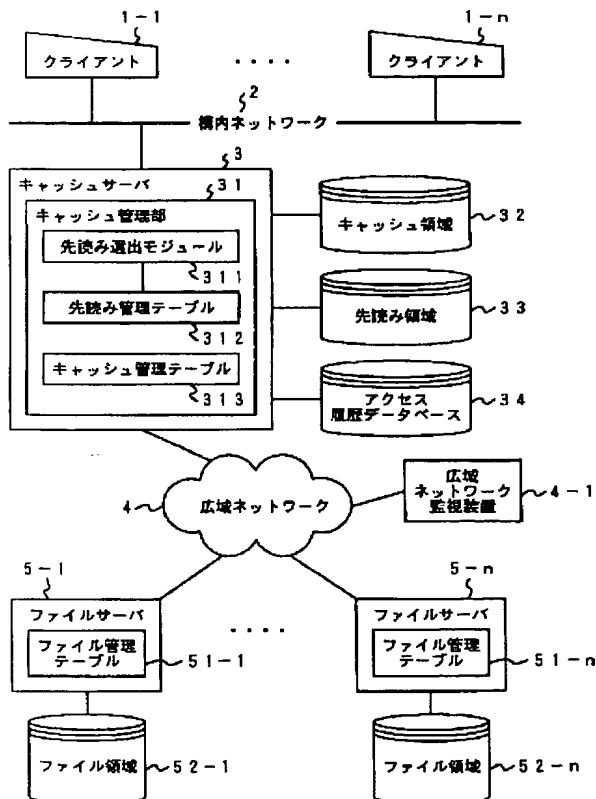 1-1
1-n
クライアント
クライアント
2
構内ネットワーク
3
キャッシュサーバ
31
キャッシュ管理部
先読み選出モジュール
311
先読み管理テーブル
312
キャッシュ管理テーブル
313
キャッシュ領域
32
先読み領域
33
アクセス
履歴データベース
34
4
広域ネットワーク
広域
ネットワーク
監視装置
4-1
5-1
5-n
ファイルサーバ
ファイル管理
テーブル
51-1
ファイルサーバ
ファイル管理
テーブル
51-n
ファイル領域
52-1
ファイル領域
52-n